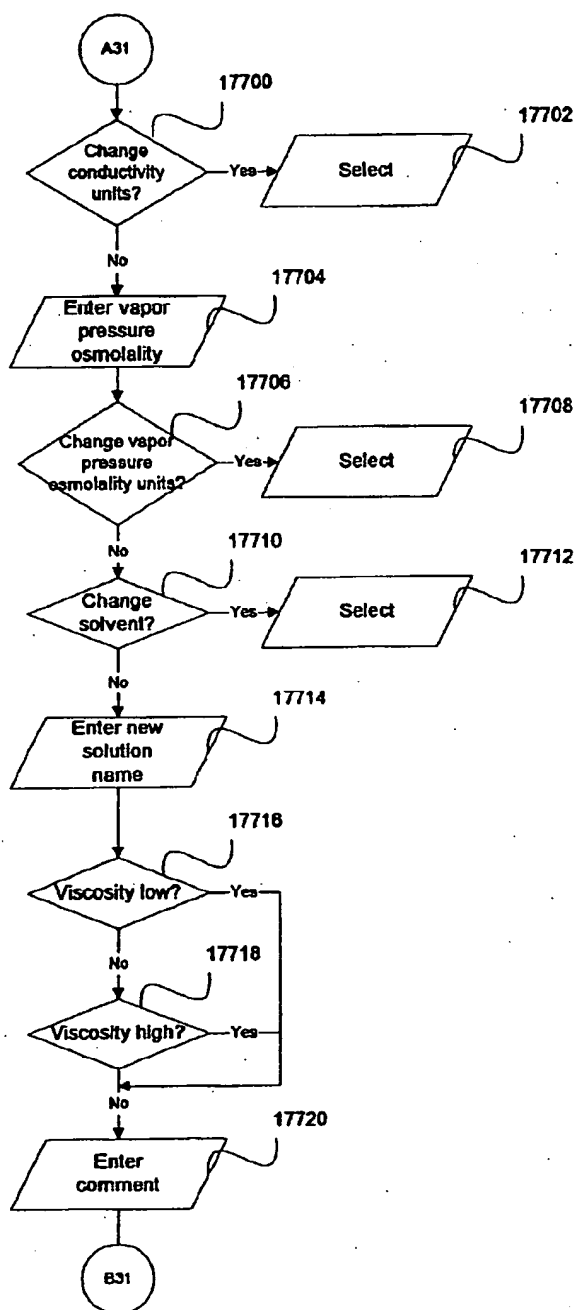 A31
17700
17702
Change
conductivity
units?
Yes
Select
No
17704
Enter vapor
pressure
osmolality
17706
17708
Change vapor
pressure
osmolality units?
Yes
Select
No
17710
17712
Change
solvent?
Yes
Select
No
17714
Enter new
solution
name
17716
Viscosity low?
Yes
No
17718
Viscosity high?
Yes
No
17720
Enter
comment
B31